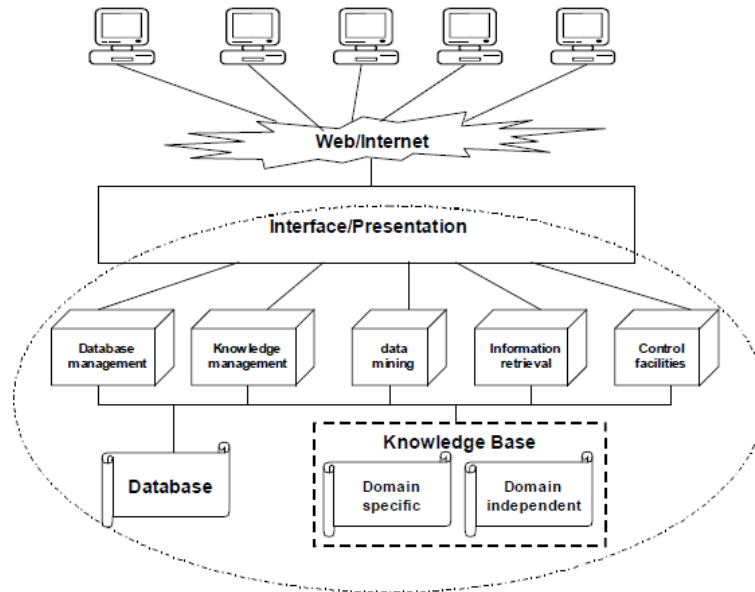 Web/Internet
Interface/Presentation
Database
management
Knowledge
management
data
mining
Information
retrieval
Control
facilities
Database
Knowledge Base
Domain
specific
Domain
independent